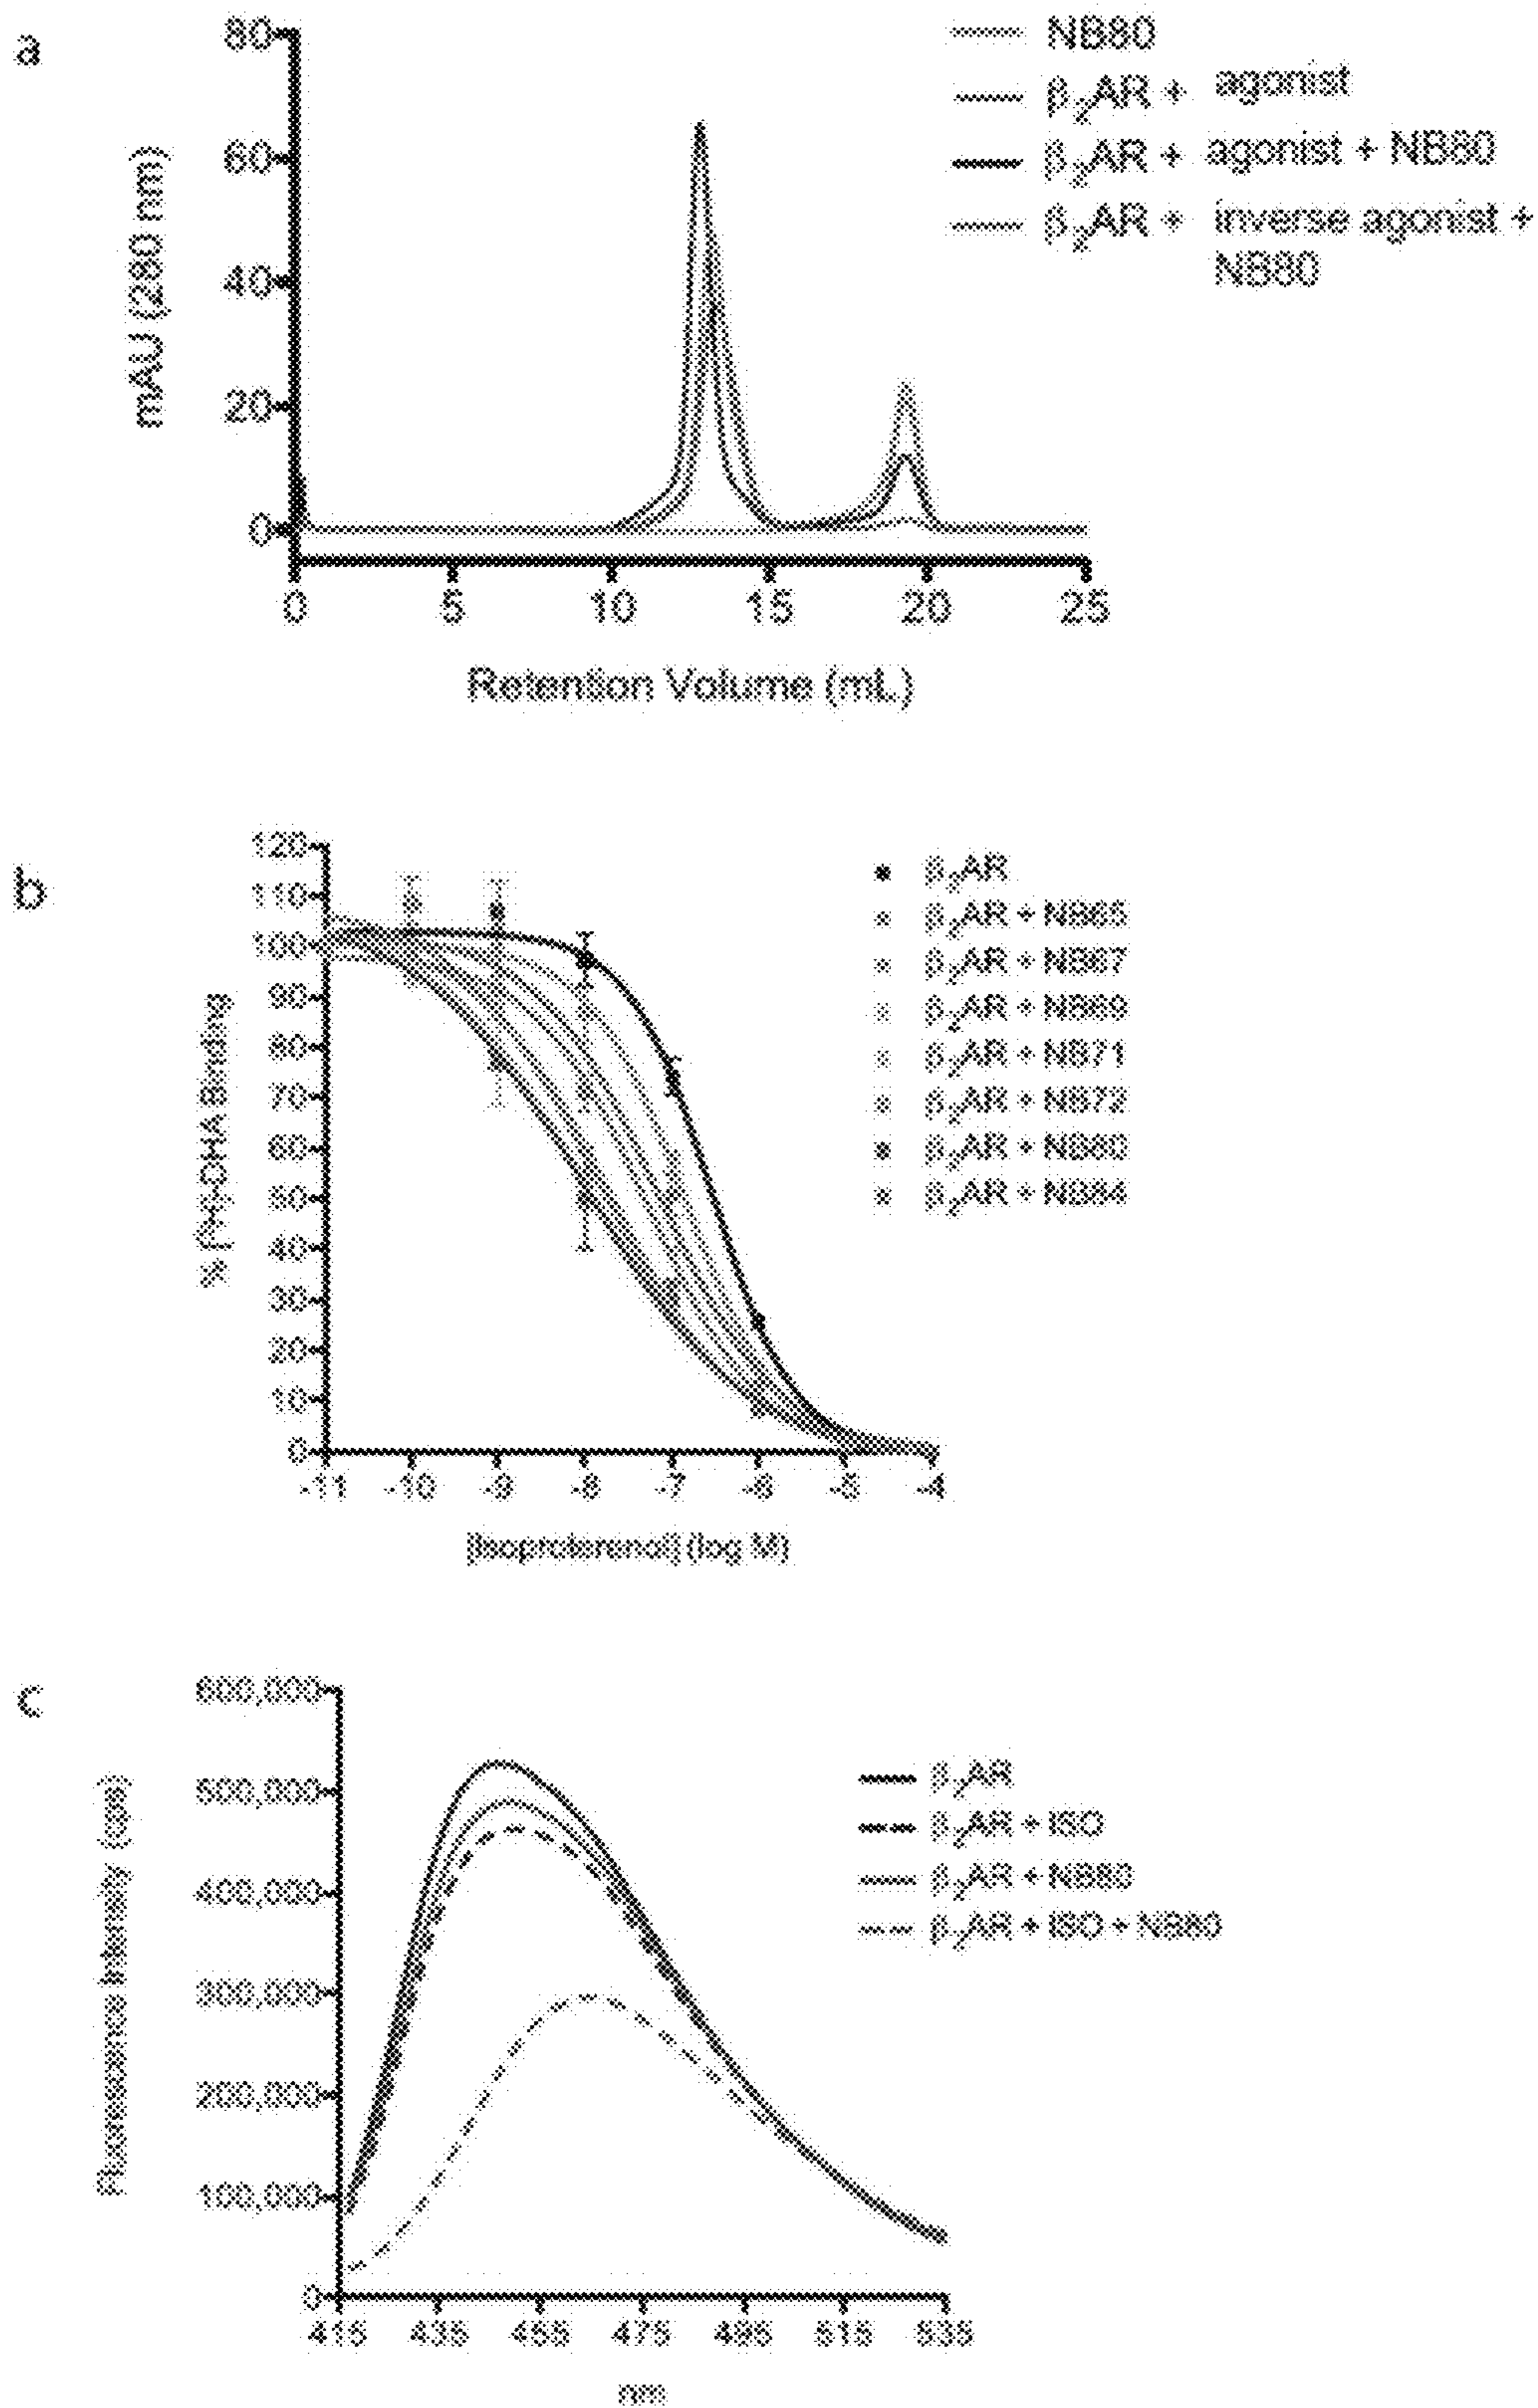 a
80
60
40
20
0
mAU (280 nm)
0 5 10 15 20 25
Retention Volume (mL)
NB80
β₂AR + agonist
β₂AR + agonist + NB80
β₂AR + inverse agonist +
NB80
b
120
110
100
90
80
70
60
50
40
30
20
10
0
% [³H]-DHA Binding
-11 -10 -9 -8 -7 -6 -5 -4
[Isoproterenol] (log M)
β₂AR
β₂AR + NB65
β₂AR + NB67
β₂AR + NB69
β₂AR + NB71
β₂AR + NB72
β₂AR + NB80
β₂AR + NB84
c
600,000
500,000
400,000
300,000
200,000
100,000
0
Fluorescence Intensity (cps)
415 435 455 475 495 515 535
nm
β₂AR
β₂AR + ISO
β₂AR + NB80
β₂AR + ISO + NB80